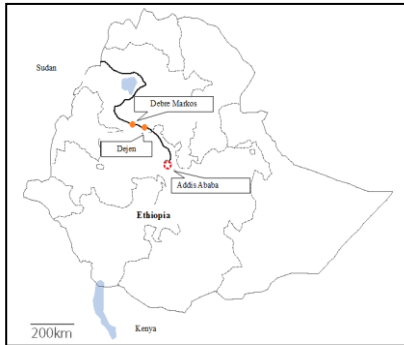 Sudan
Debre Markos
Dejen
Addis Ababa
Ethiopia
200km
Kenya